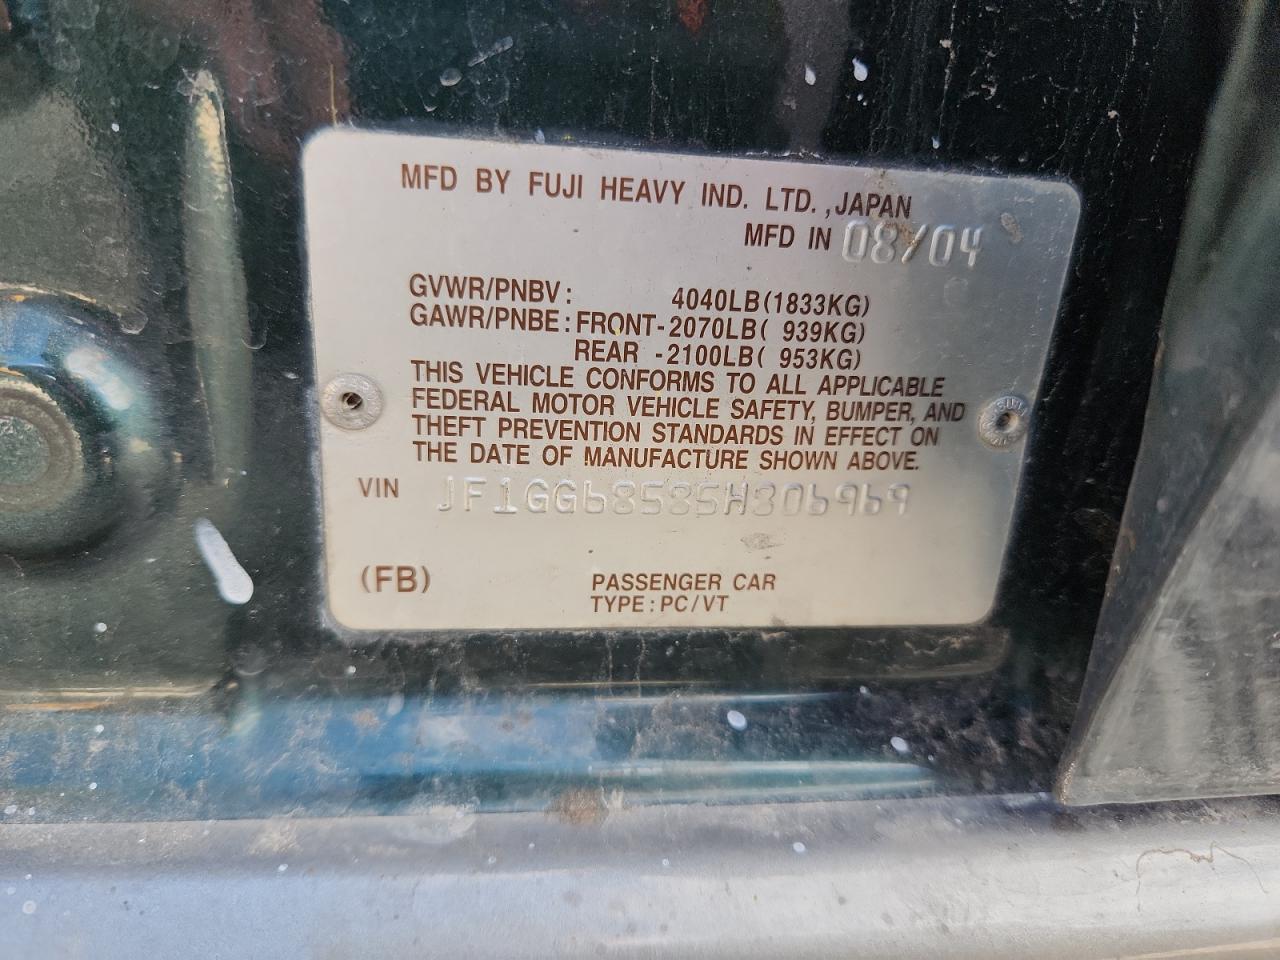 MFD BY FUJI HEAVY IND. LTD.,JAPAN
MFD IN 08/04
GVWR/PNBV: 4040LB(1833KG)
GAWR/PNBE:FRONT-2070LB( 939KG)
REAR -2100LB( 953KG)
THIS VEHICLE CONFORMS TO ALL APPLICABLE
FEDERAL MOTOR VEHICLE SAFETY, BUMPER, AND
THEFT PREVENTION STANDARDS IN EFFECT ON
THE DATE OF MANUFACTURE SHOWN ABOVE.
VIN JF1GG68585H806969
(FB) PASSENGER CAR
TYPE:PC/VT